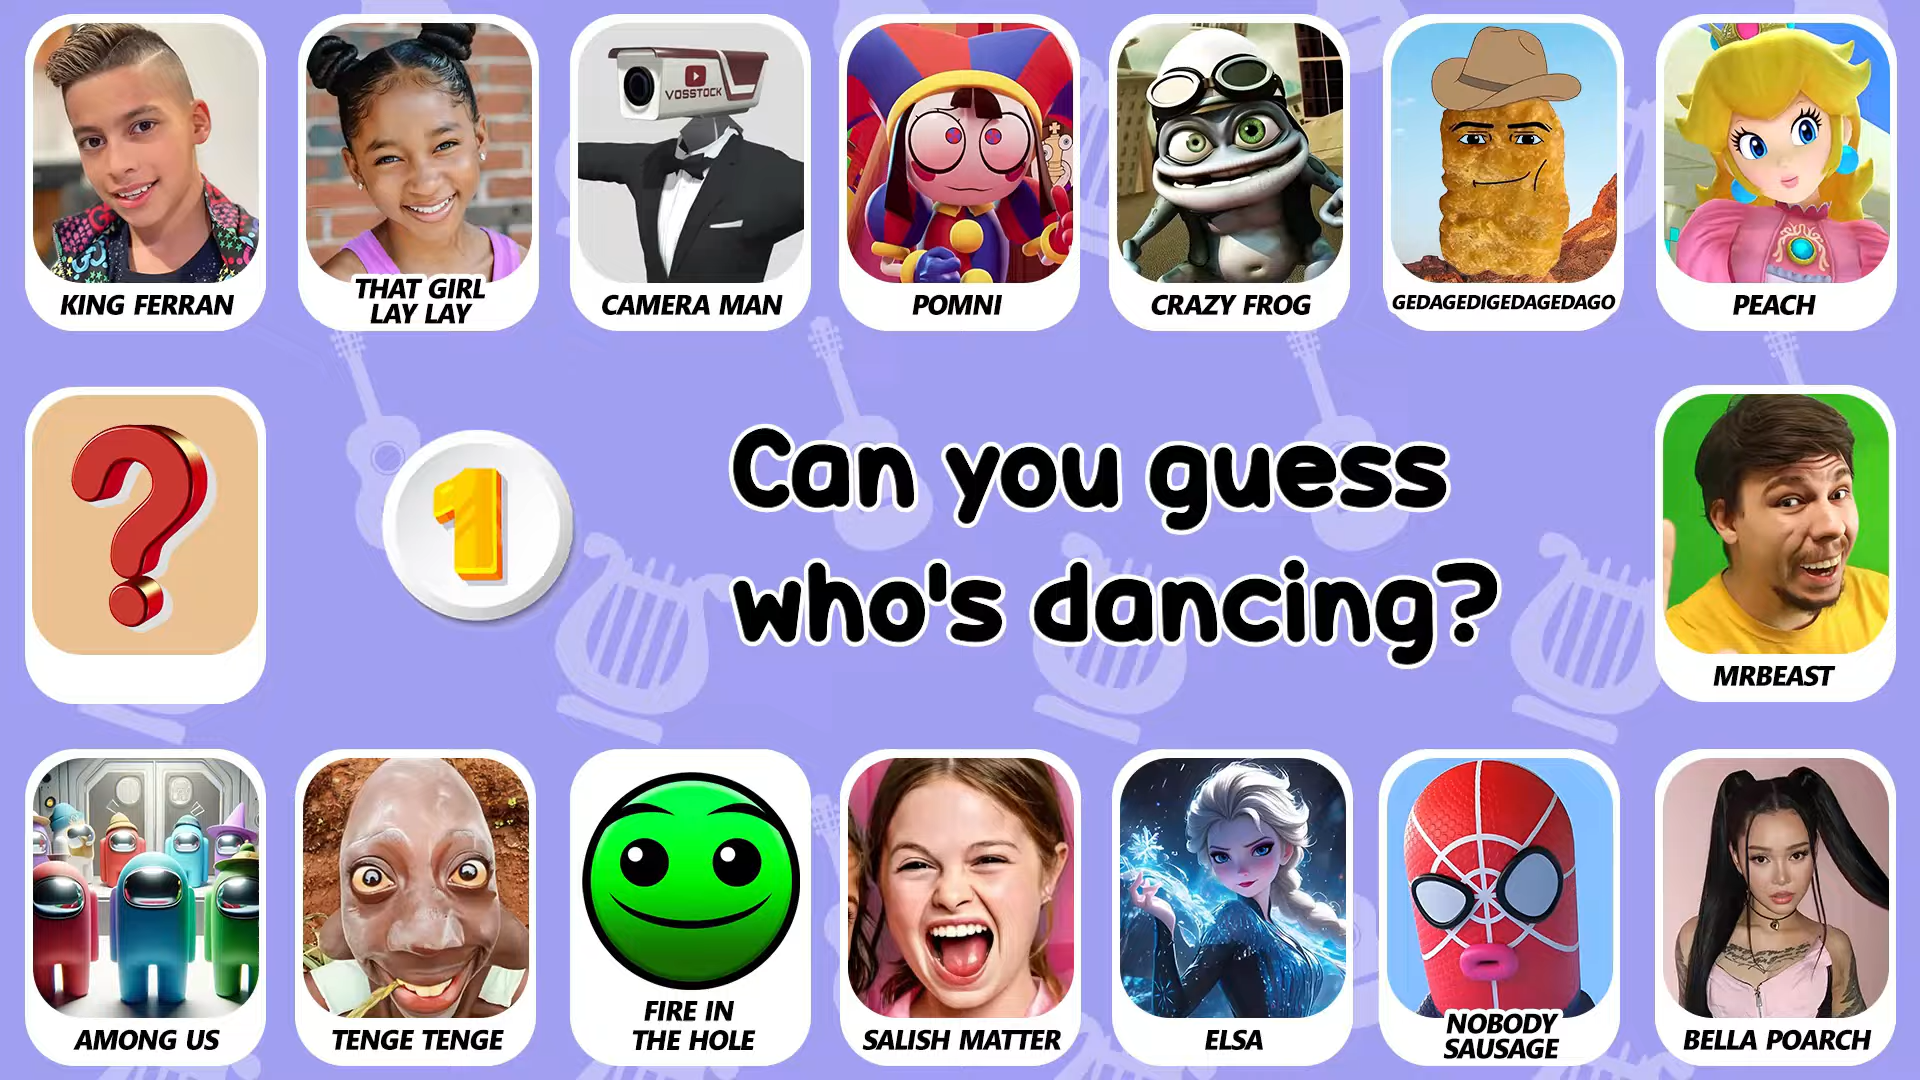 VOSSTOCK
KING FERRAN
THAT GIRL
LAY LAY
CAMERA MAN
POMNI
CRAZY FROG
GEDAGEDIGEDAGEDAGO
PEACH
?
1
Can you guess
who's dancing?
MRBEAST
AMONG US
TENGE TENGE
FIRE IN
THE HOLE
SALISH MATTER
ELSA
NOBODY
SAUSAGE
BELLA POARCH